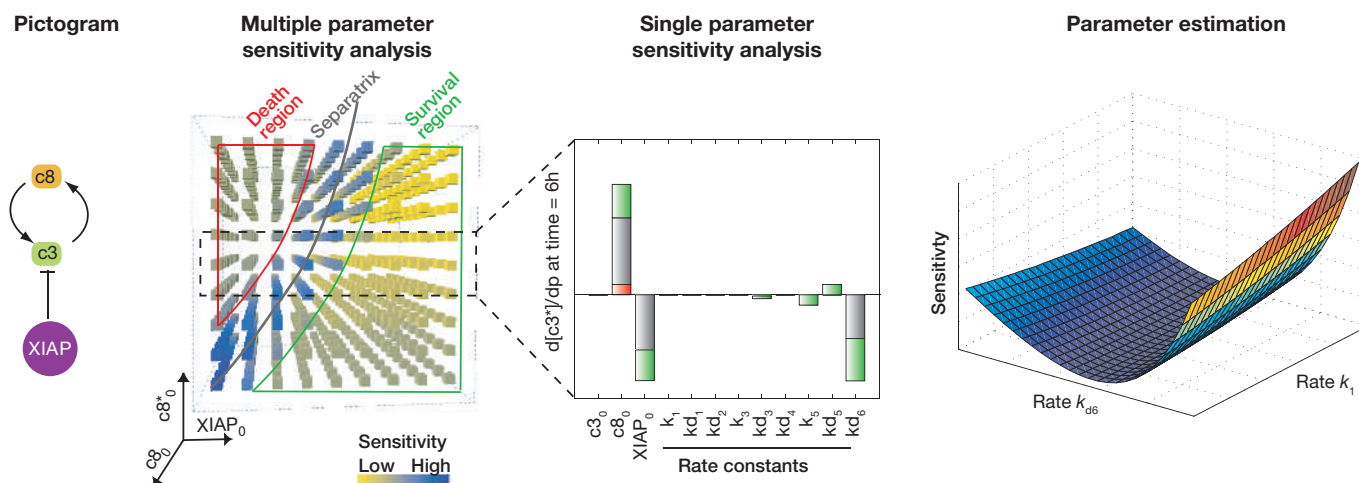 Pictogram
Multiple parameter
sensitivity analysis
Single parameter
sensitivity analysis
Parameter estimation
c8
c3
XIAP
Death
region
Separatrix
Survival
region
c8*0
XIAP0
c80
Sensitivity
Low High
d[c3*]/dp at time = 6h
c30
c80
XIAP0
k1
kd1
kd2
k3
kd3
kd4
k5
kd5
kd6
Rate constants
Sensitivty
Rate kd6
Rate k1